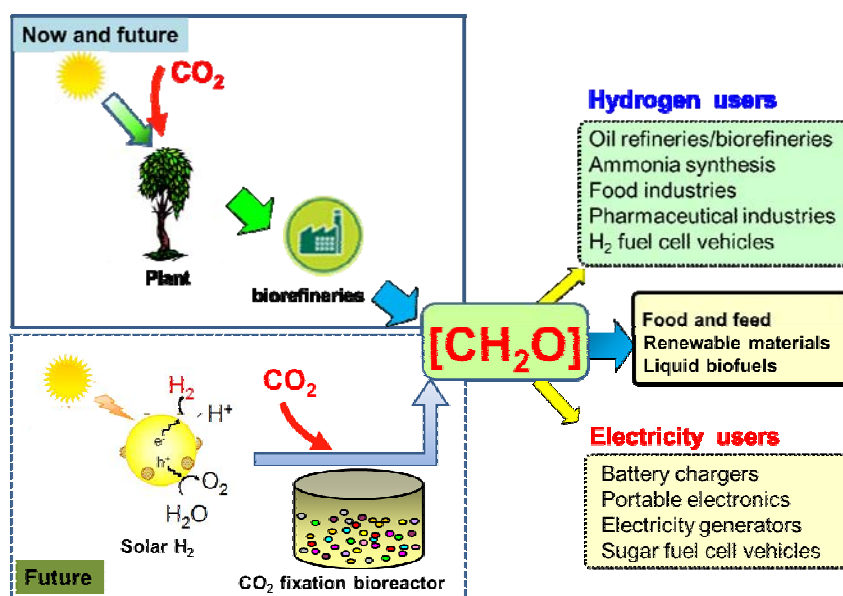 Now and future
CO₂
Plant
biorefineries
[CH₂O]
Hydrogen users
Oil refineries/biorefineries
Ammonia synthesis
Food industries
Pharmaceutical industries
H₂ fuel cell vehicles
Food and feed
Renewable materials
Liquid biofuels
Electricity users
Battery chargers
Portable electronics
Electricity generators
Sugar fuel cell vehicles
H₂
H⁺
e⁻
h⁺
O₂
H₂O
Solar H₂
CO₂
CO₂ fixation bioreactor
Future